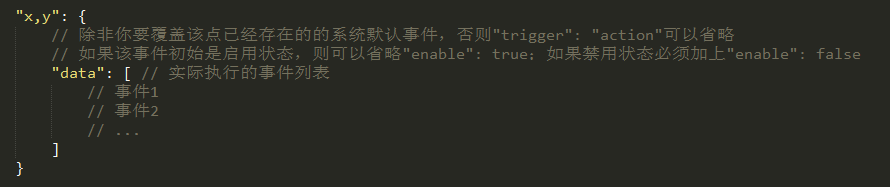 "x,y": {
// 除非你要覆盖该点已经存在的的系统默认事件，否则"trigger": "action"可以省略
// 如果该事件初始是启用状态，则可以省略"enable": true；如果禁用状态必须加上"enable": false
"data": [ // 实际执行的事件列表
// 事件1
// 事件2
// ...
]
}